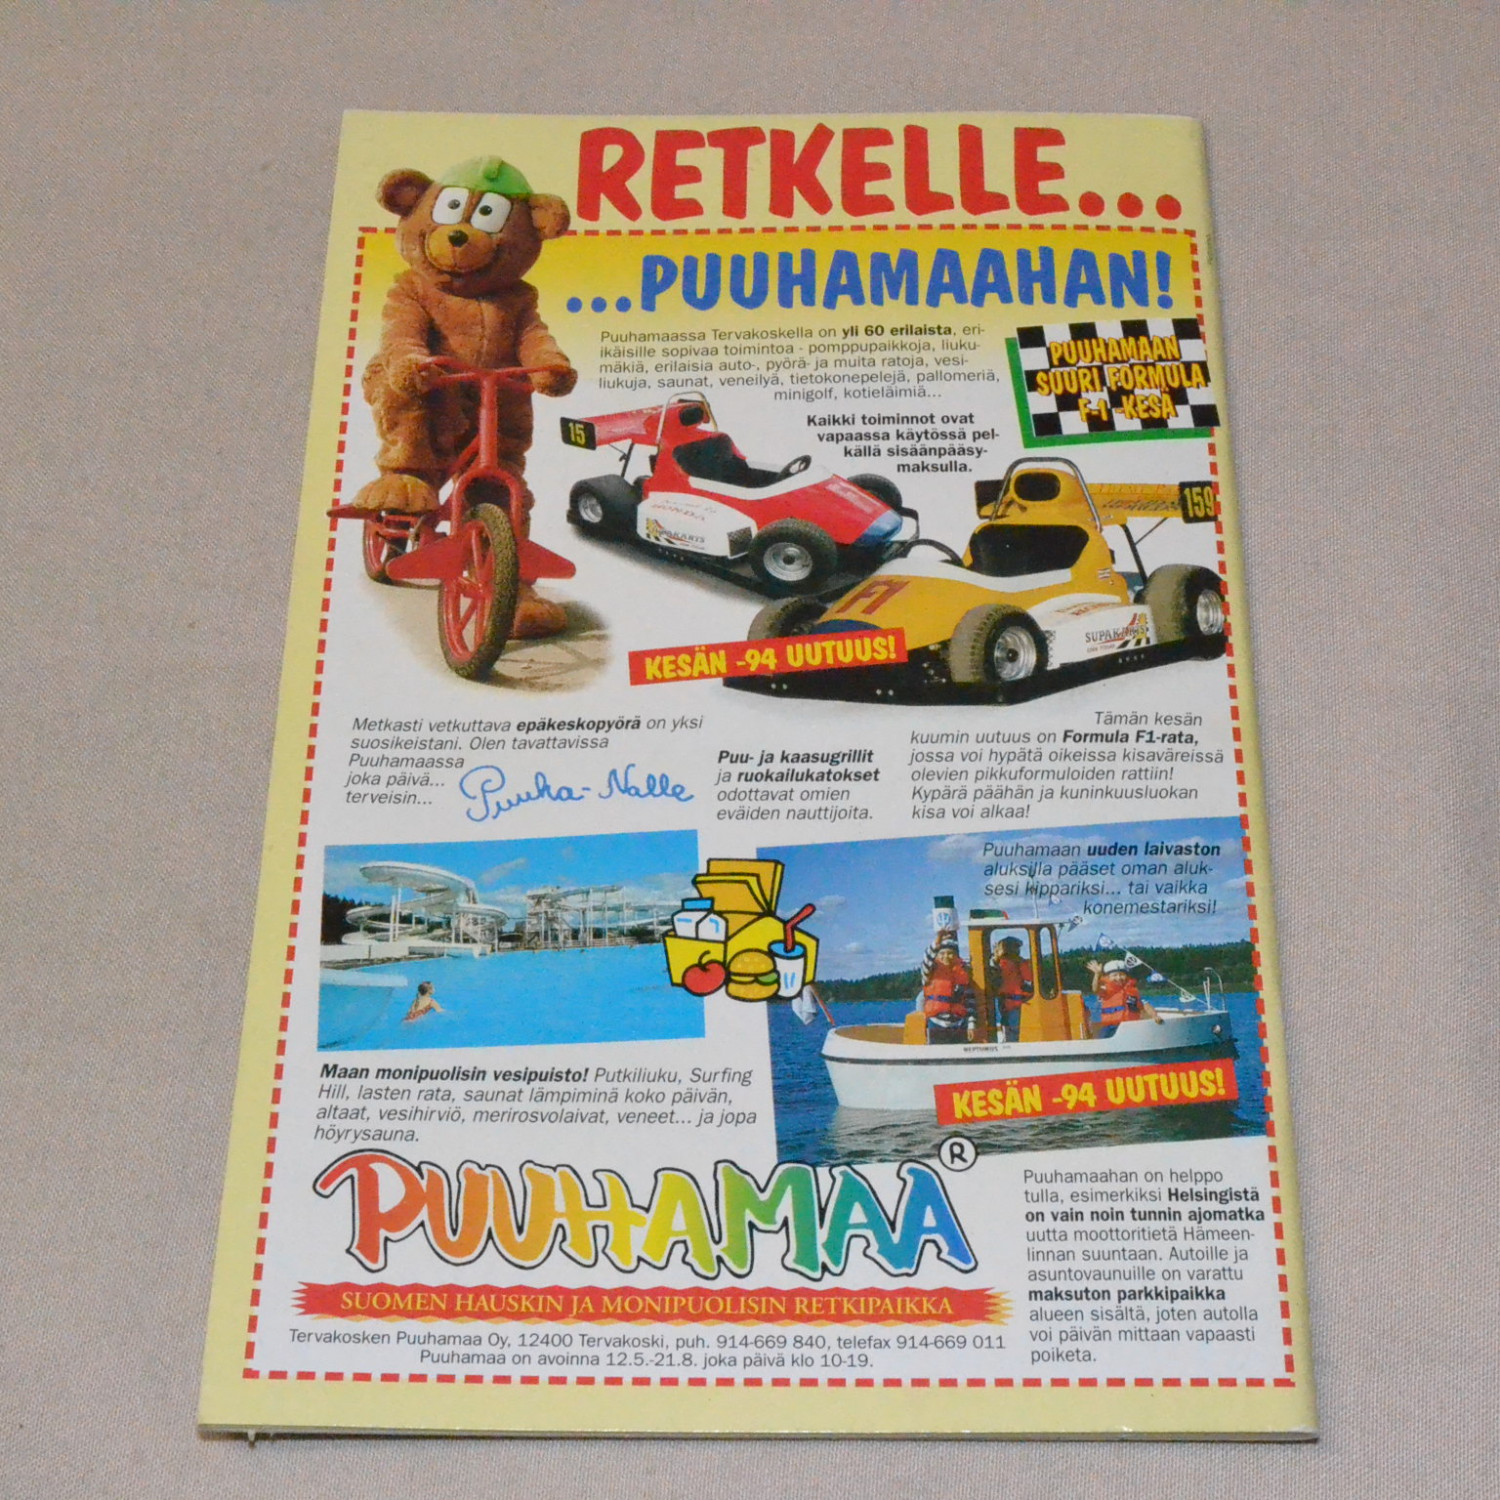 RETKELLE...
...PUUHAMAAHAN!
Puuhamaassa Tervakoskella on yli 60 erilaista, eri-
ikäisille sopivaa toimintoa - pomppupaikkoja, liuku-
mäkiä, erilaisia auto-, pyörä- ja muita ratoja, vesi-
liukuja, saunat, veneilyä, tietokonepelejä, pallomeriä,
minigolf, kotieläimiä...
Kaikki toiminnot ovat
vapaassa käytössä pel-
källä sisäänpääsy-
maksulla.
PUUHAMAAN
SUURI FORMULA
F-1 -KESÄ
15
HONDA
SUPAKARTS
159
F1
SUPAKARTS
KESÄN -94 UUTUUS!
Metkasti vetkuttava epäkeskopyörä on yksi
suosikeistani. Olen tavattavissa
Puuhamaassa
joka päivä...
terveisin...
Puuha-Nalle
Puu- ja kaasugrillit
ja ruokailukatokset
odottavat omien
eväiden nauttijoita.
Tämän kesän
kuumin uutuus on Formula F1-rata,
jossa voi hypätä oikeissa kisaväreissä
olevien pikkuformuloiden rattiin!
Kypärä päähän ja kuninkuusluokan
kisa voi alkaa!
Puuhamaan uuden laivaston
aluksilla pääset oman aluk-
sesi kippariksi... tai vaikka
konemestariksi!
NEPTUNUS
KESÄN -94 UUTUUS!
Maan monipuolisin vesipuisto! Putkiliuku, Surfing
Hill, lasten rata, saunat lämpiminä koko päivän,
altaat, vesihirviö, merirosvolaivat, veneet... ja jopa
höyrysauna.
PUUHAMAA®
SUOMEN HAUSKIN JA MONIPUOLISIN RETKIPAIKKA
Tervakosken Puuhamaa Oy, 12400 Tervakoski, puh. 914-669 840, telefax 914-669 011
Puuhamaa on avoinna 12.5.-21.8. joka päivä klo 10-19.
Puuhamaahan on helppo
tulla, esimerkiksi Helsingistä
on vain noin tunnin ajomatka
uutta moottoritietä Hämeen-
linnan suuntaan. Autoille ja
asuntovaunuille on varattu
maksuton parkkipaikka
alueen sisältä, joten autolla
voi päivän mittaan vapaasti
poiketa.